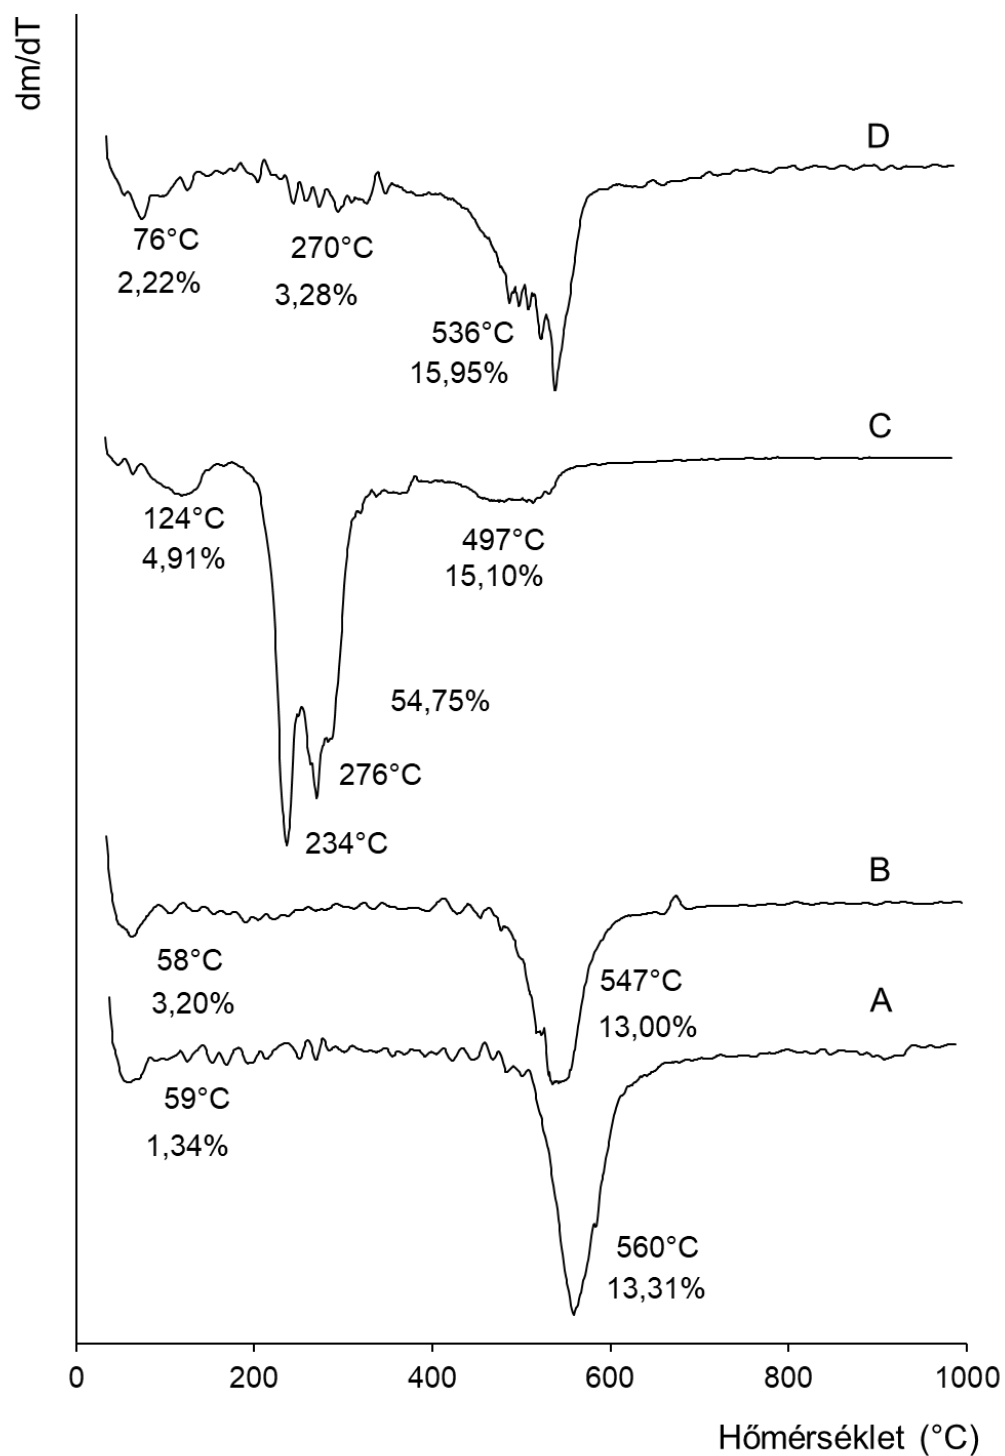 dm/dT
D
76°C
2,22%
270°C
3,28%
536°C
15,95%
C
124°C
4,91%
497°C
15,10%
54,75%
276°C
234°C
B
58°C
3,20%
547°C
13,00%
A
59°C
1,34%
560°C
13,31%
0 200 400 600 800 1000
Hőmérséklet (°C)